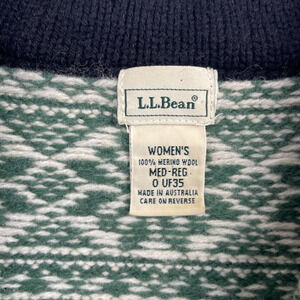 L.L.Bean®
WOMEN'S
100% MERINO WOOL
MED-REG
0 UF35
MADE IN AUSTRALIA
CARE ON REVERSE